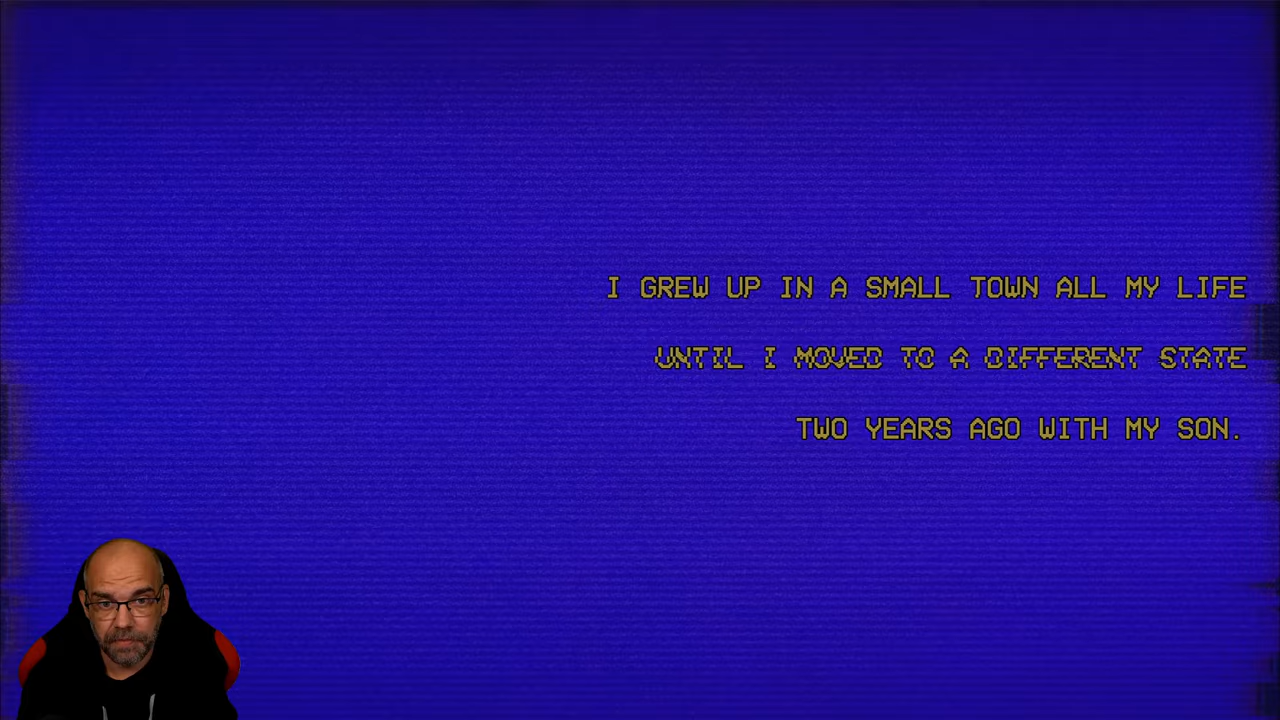 I GREW UP IN A SMALL TOWN ALL MY LIFE
UNTIL I MOVED TO A DIFFERENT STATE
TWO YEARS AGO WITH MY SON.